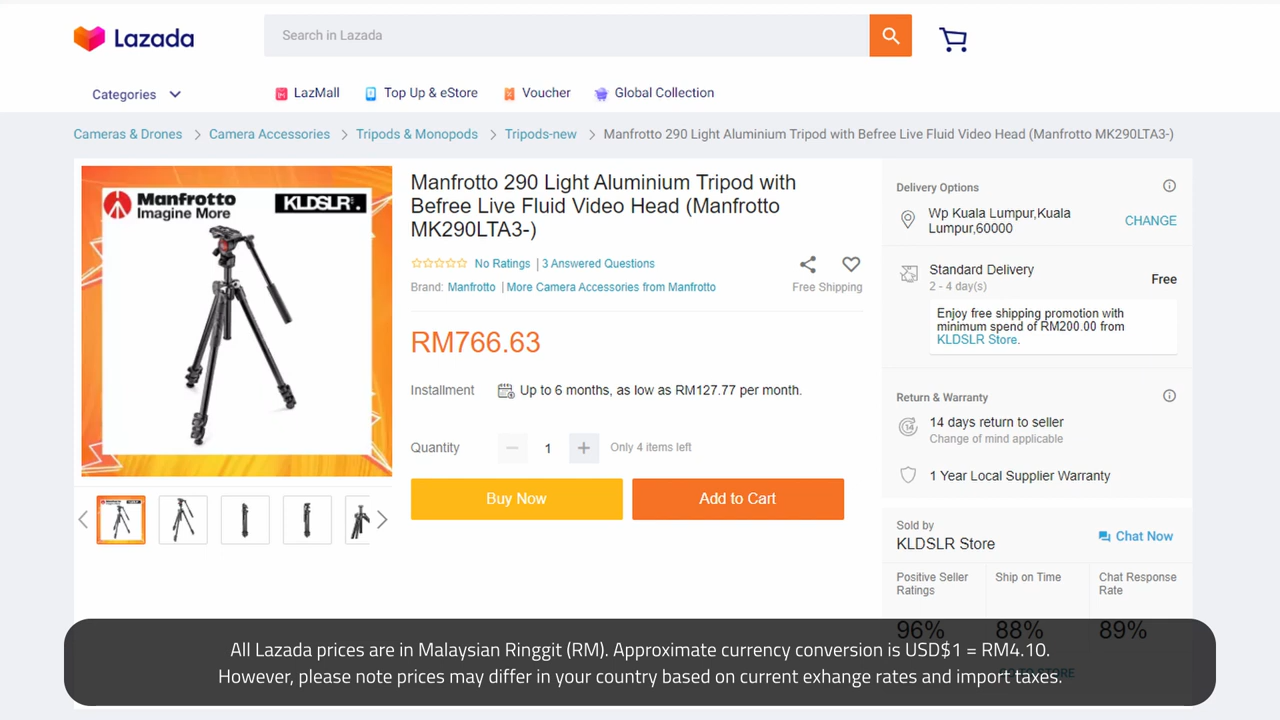 Lazada
Search in Lazada
Categories
LazMall
Top Up & eStore
Voucher
Global Collection
Cameras & Drones > Camera Accessories > Tripods & Monopods > Tripods-new > Manfrotto 290 Light Aluminium Tripod with Befree Live Fluid Video Head (Manfrotto MK290LTA3-)
Manfrotto
Imagine More
KLDSLR
Manfrotto 290 Light Aluminium Tripod with
Befree Live Fluid Video Head (Manfrotto
MK290LTA3-)
No Ratings | 3 Answered Questions
Brand: Manfrotto | More Camera Accessories from Manfrotto
Free Shipping
RM766.63
Installment
Up to 6 months, as low as RM127.77 per month.
Quantity
1
Only 4 items left
Buy Now
Add to Cart
Delivery Options
Wp Kuala Lumpur,Kuala
Lumpur,60000
CHANGE
Standard Delivery
2 - 4 day(s)
Free
Enjoy free shipping promotion with
minimum spend of RM200.00 from
KLDSLR Store.
Return & Warranty
14
14 days return to seller
Change of mind applicable
1 Year Local Supplier Warranty
Sold by
KLDSLR Store
Chat Now
Positive Seller
Ratings
96%
Ship on Time
88%
Chat Response
Rate
89%
All Lazada prices are in Malaysian Ringgit (RM). Approximate currency conversion is USD$1 = RM4.10.
However, please note prices may differ in your country based on current exhange rates and import taxes.